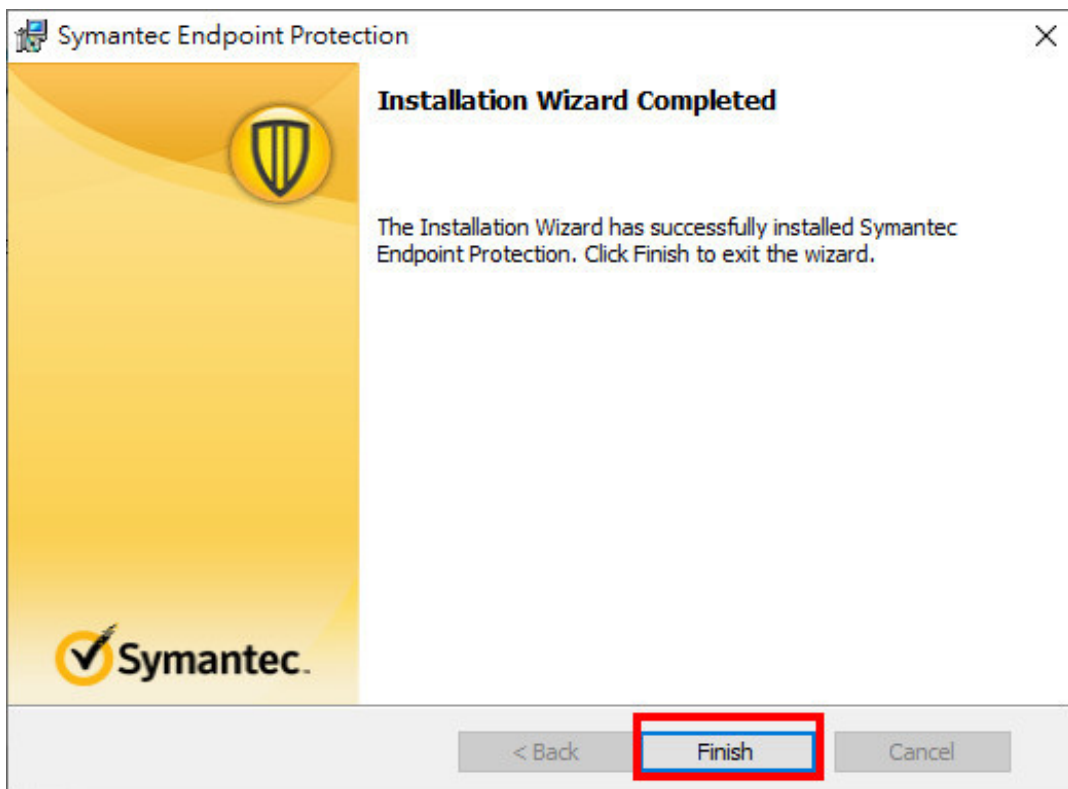 Symantec Endpoint Protection
Installation Wizard Completed
The Installation Wizard has successfully installed Symantec
Endpoint Protection. Click Finish to exit the wizard.
Symantec.
< Back
Finish
Cancel